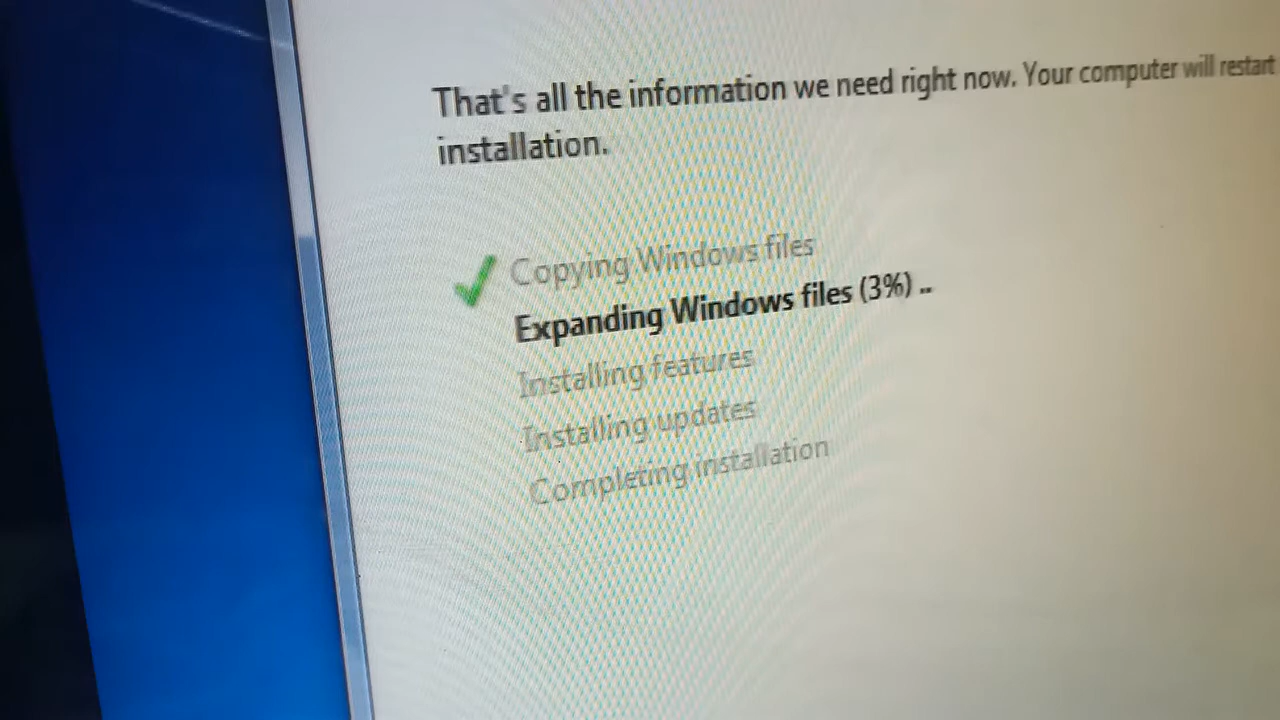 That's all the information we need right now. Your computer will restart
installation.
Copying Windows files
Expanding Windows files (3%) ..
Installing features
Installing updates
Completing installation